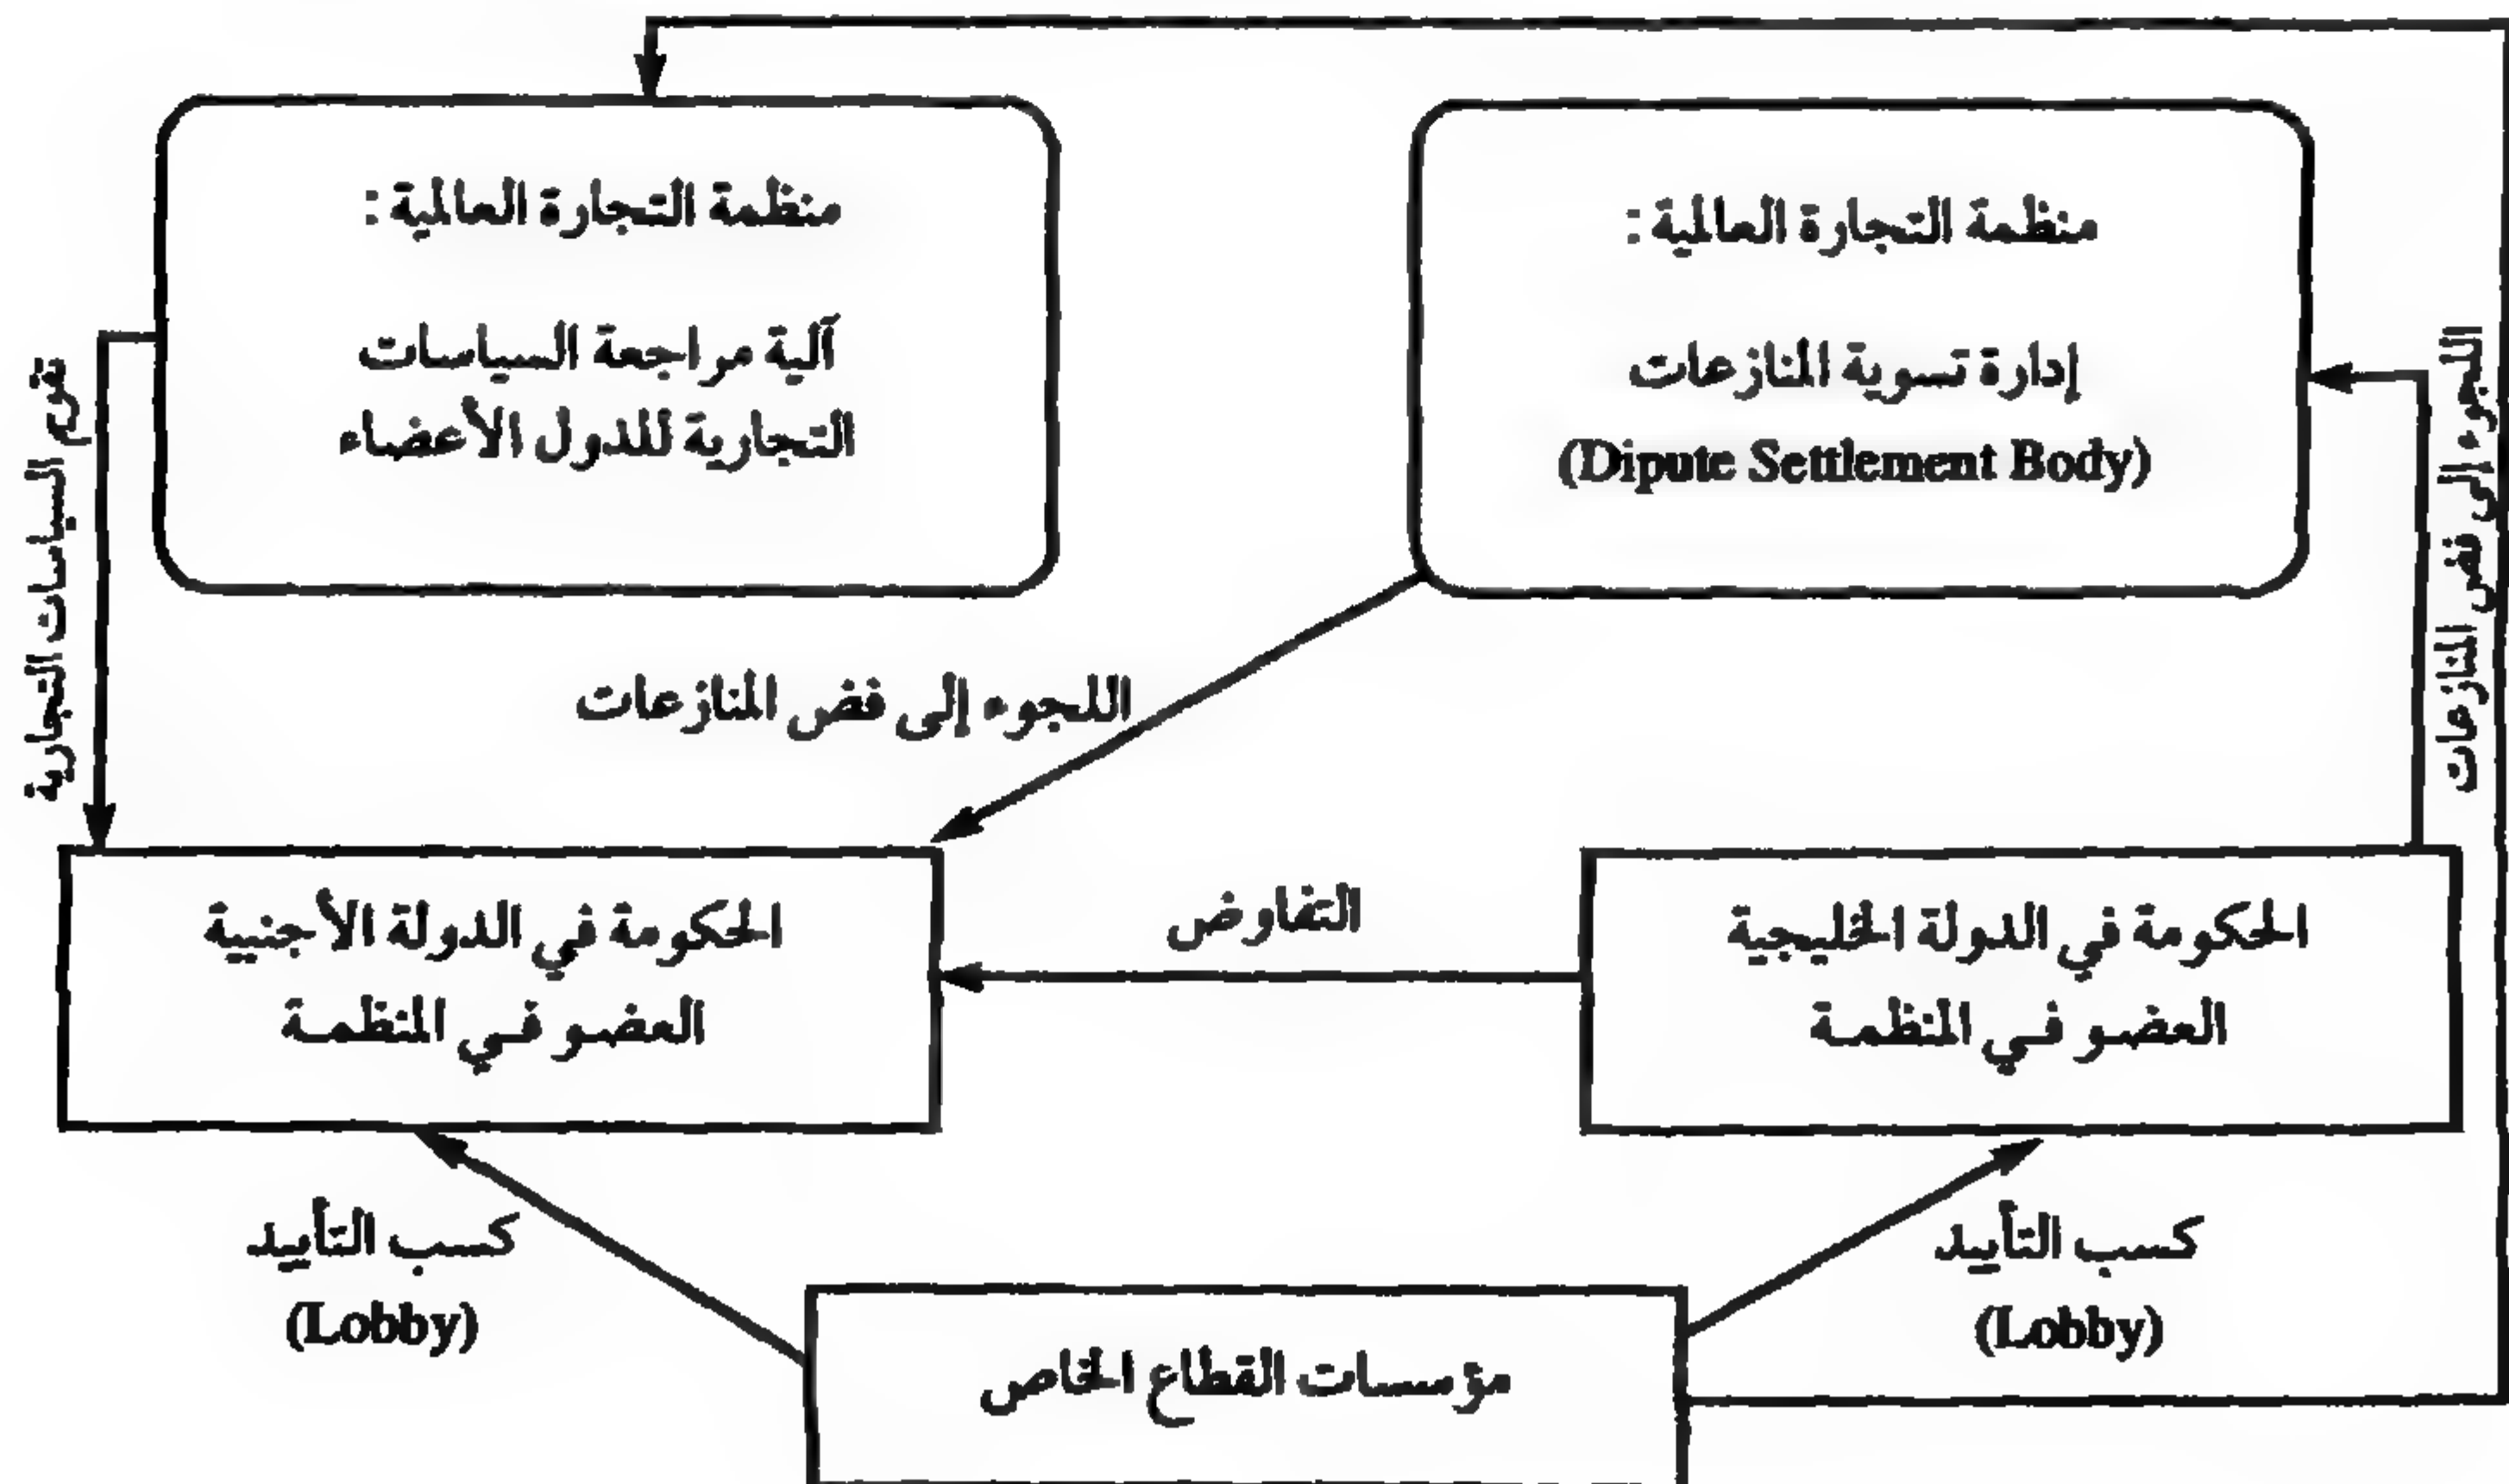 منظمة التجارة العالمية :
إدارة تسوية المنازعات
(Dipute Settlement Body)
منظمة التجارة العالمية :
آلية مراجعة السياسات
التجارية للدول الأعضاء
اللجوء إلى فض
المنازعات
السياسات التجارية
اللجوء إلى فض المنازعات
الحكومة في الدولة الخليجية
العضو في المنظمة
التفاوض
الحكومة في الدولة الأجنبية
العضو في المنظمة
كسب التأييد
(Lobby)
كسب التأييد
(Lobby)
مؤسسات القطاع الخاص